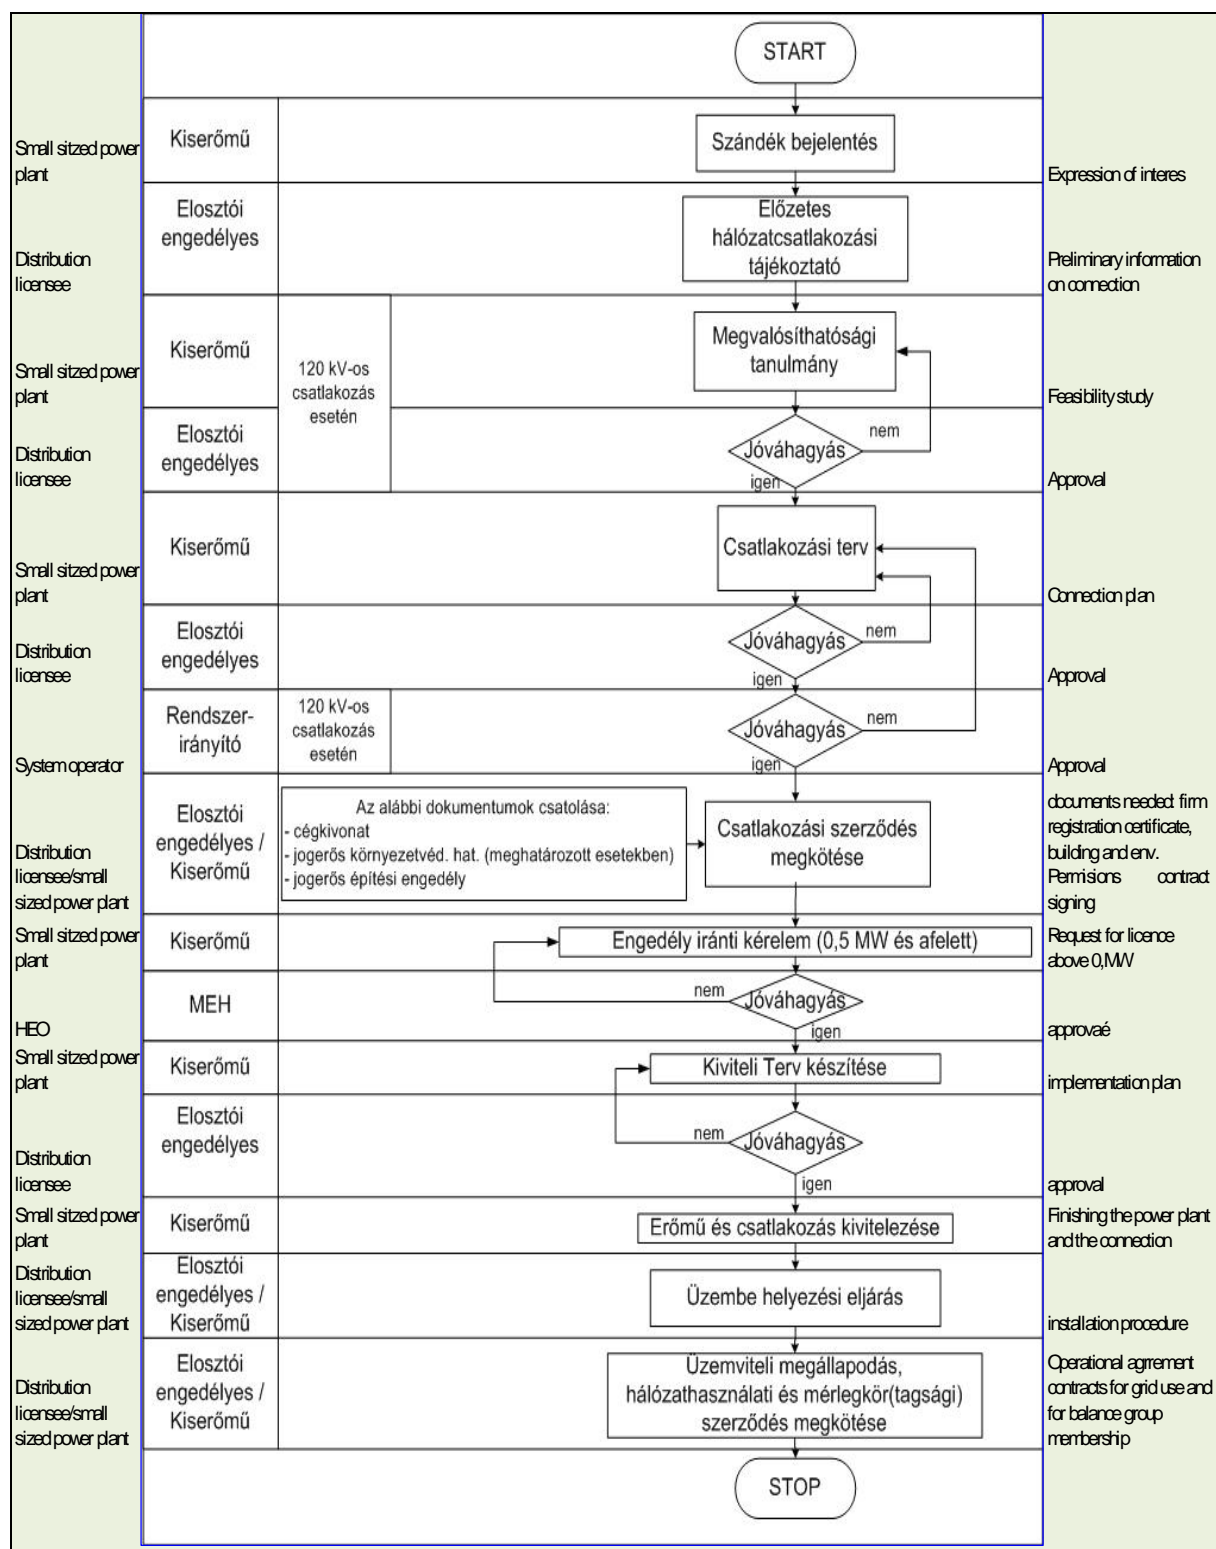 START
Small sitzed power
plant
Kiserőmű
Szándék bejelentés
Expression of interes
Distribution
licensee
Elosztói
engedélyes
Előzetes
hálózatcsatlakozási
tájékoztató
Preliminary information
on connection
Small sitzed power
plant
Kiserőmű
120 kV-os
csatlakozás
esetén
Megvalósíthatósági
tanulmány
Feasibility study
Distribution
licensee
Elosztói
engedélyes
Jóváhagyás
nem
igen
Approval
Small sitzed power
plant
Kiserőmű
Csatlakozási terv
Connection plan
Distribution
licensee
Elosztói
engedélyes
Jóváhagyás
nem
igen
Approval
System operator
Rendszer-
irányító
120 kV-os
csatlakozás
esetén
Jóváhagyás
nem
igen
Approval
Distribution
licensee/small
sized power plant
Elosztói
engedélyes /
Kiserőmű
Az alábbi dokumentumok csatolása:
- cégkivonat
- jogerős környezetvéd. hat. (meghatározott esetekben)
- jogerős építési engedély
Csatlakozási szerződés
megkötése
documents needed: firm
registration certificate,
building and env.
Permisions contract
signing
Small sitzed power
plant
Kiserőmű
Engedély iránti kérelem (0,5 MW és afelett)
Request for licence
above 0,MW
HEO
MEH
nem
Jóváhagyás
igen
approvaé
Small sitzed power
plant
Kiserőmű
Kiviteli Terv készítése
implementation plan
Distribution
licensee
Elosztói
engedélyes
nem
Jóváhagyás
igen
approval
Small sitzed power
plant
Kiserőmű
Erőmű és csatlakozás kivitelezése
Finishing the power plant
and the connection
Distribution
licensee/small
sized power plant
Elosztói
engedélyes /
Kiserőmű
Üzembe helyezési eljárás
installation procedure
Distribution
licensee/small
sized power plant
Elosztói
engedélyes /
Kiserőmű
Üzemviteli megállapodás,
hálózathasználati és mérlegkör(tagsági)
szerződés megkötése
Operational agrrement
contracts for grid use and
for balance group
membership
STOP